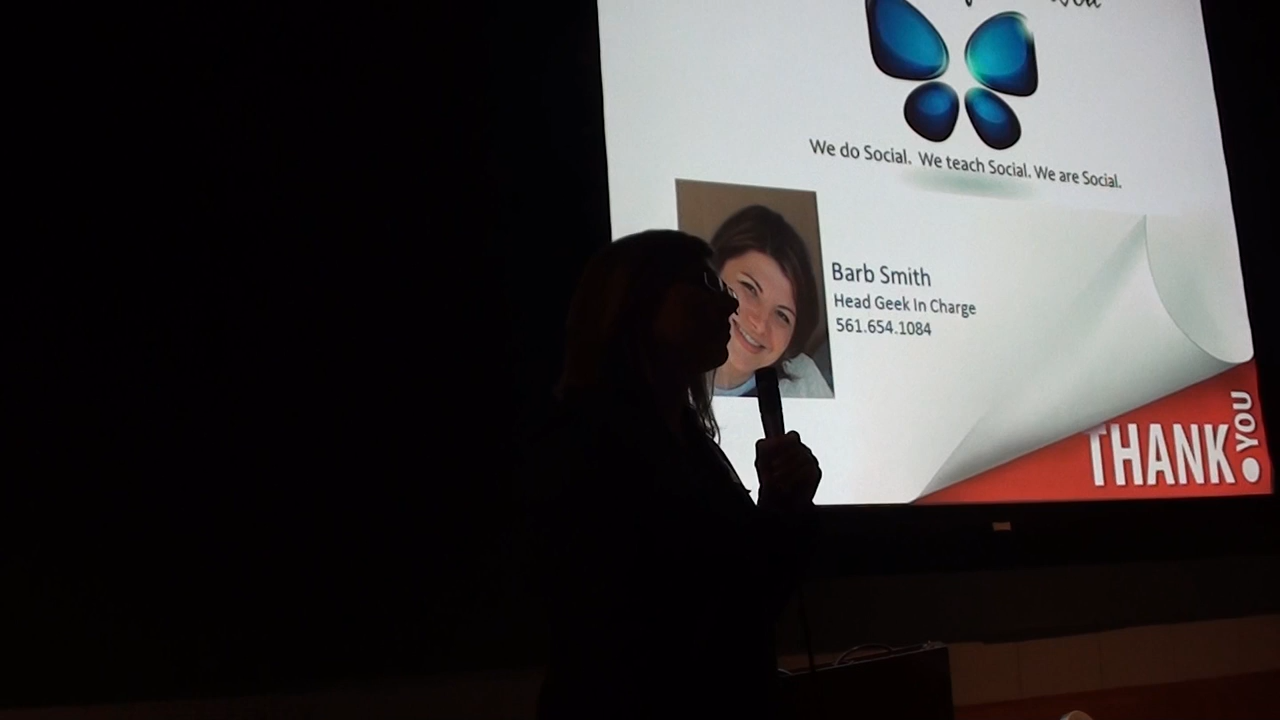 We do Social. We teach Social. We are Social.
Barb Smith
Head Geek In Charge
561.654.1084
THANK YOU